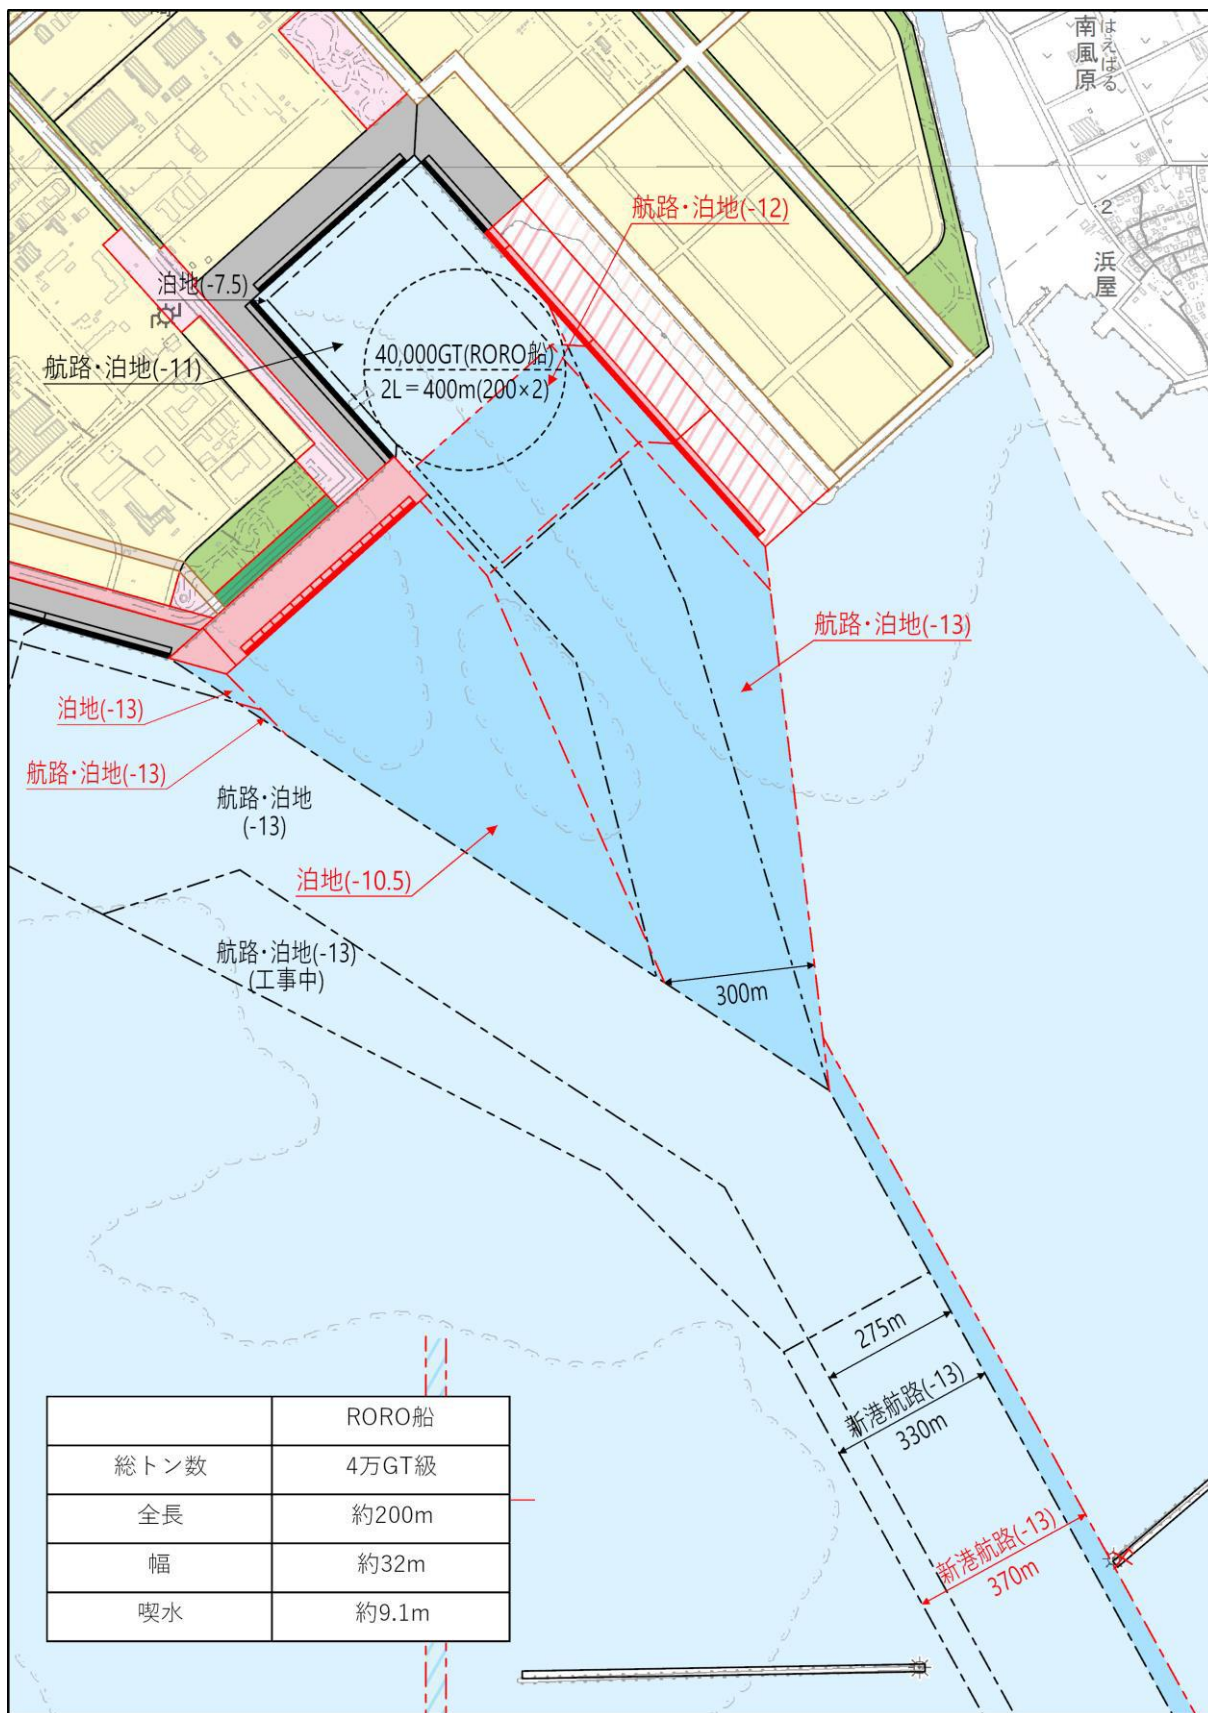 南風原
はえばる
航路・泊地(-12)
2
浜屋
泊地(-7.5)
航路・泊地(-11)
40,000GT(RORO船)
2L=400m(200×2)
航路・泊地(-13)
泊地(-13)
航路・泊地(-13)
航路・泊地
(-13)
泊地(-10.5)
航路・泊地(-13)
(工事中)
300m
275m
新港航路(-13)
330m
新港航路(-13)
370m
RORO船
総トン数 4万GT級
全長 約200m
幅 約32m
喫水 約9.1m